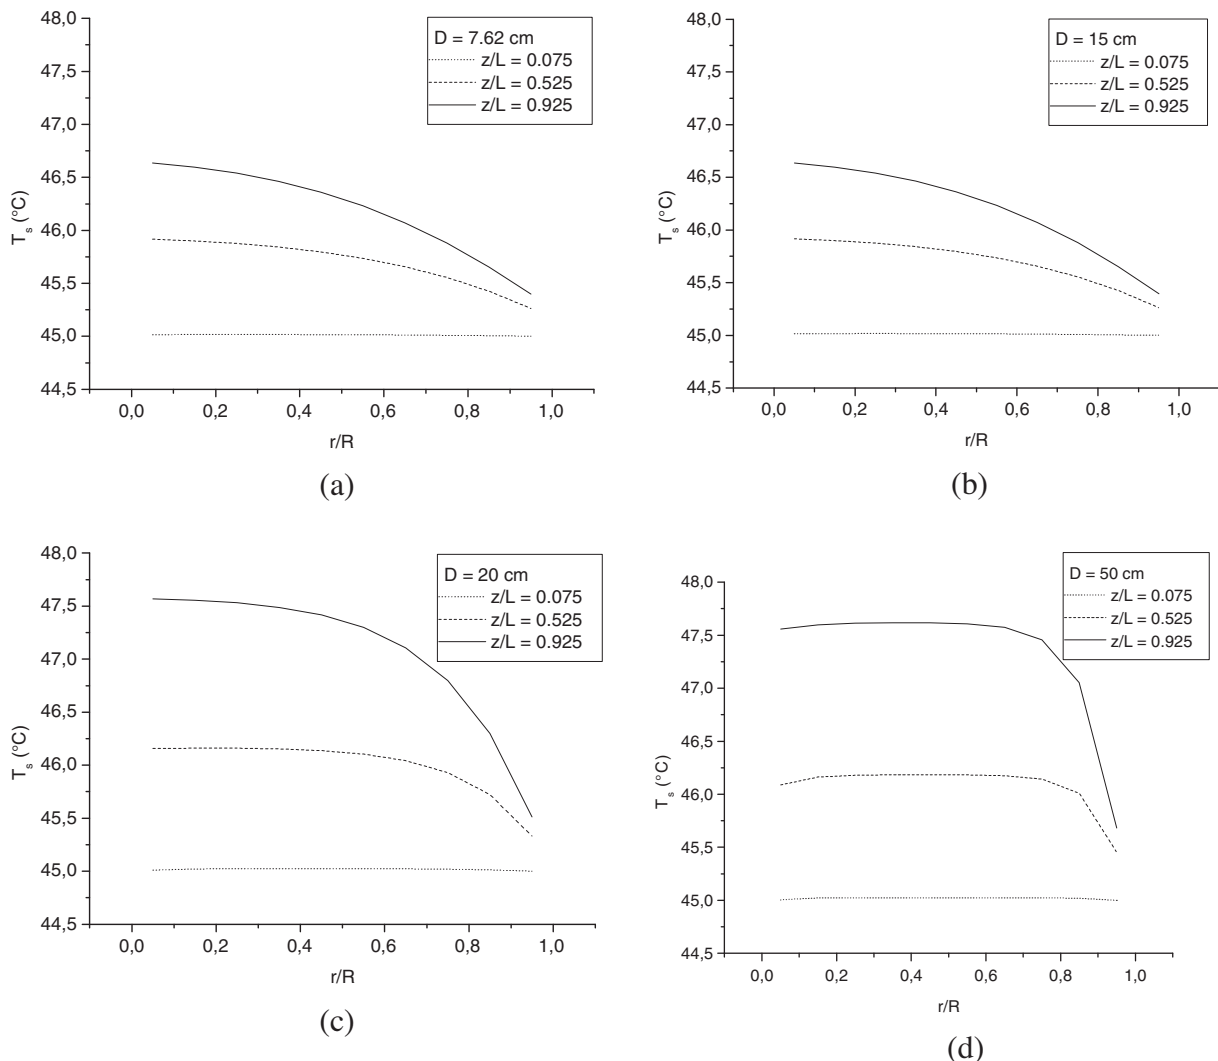 48,0
47,5
47,0
46,5
46,0
45,5
45,0
44,5
T s (°C)
D = 7.62 cm
z/L = 0.075
z/L = 0.525
z/L = 0.925
0,0 0,2 0,4 0,6 0,8 1,0
r/R
(a)
48,0
47,5
47,0
46,5
46,0
45,5
45,0
44,5
T s (°C)
D = 15 cm
z/L = 0.075
z/L = 0.525
z/L = 0.925
0,0 0,2 0,4 0,6 0,8 1,0
r/R
(b)
48,0
47,5
47,0
46,5
46,0
45,5
45,0
44,5
T s (°C)
D = 20 cm
z/L = 0.075
z/L = 0.525
z/L = 0.925
0,0 0,2 0,4 0,6 0,8 1,0
r/R
(c)
48,0
47,5
47,0
46,5
46,0
45,5
45,0
44,5
T s (°C)
D = 50 cm
z/L = 0.075
z/L = 0.525
z/L = 0.925
0,0 0,2 0,4 0,6 0,8 1,0
r/R
(d)